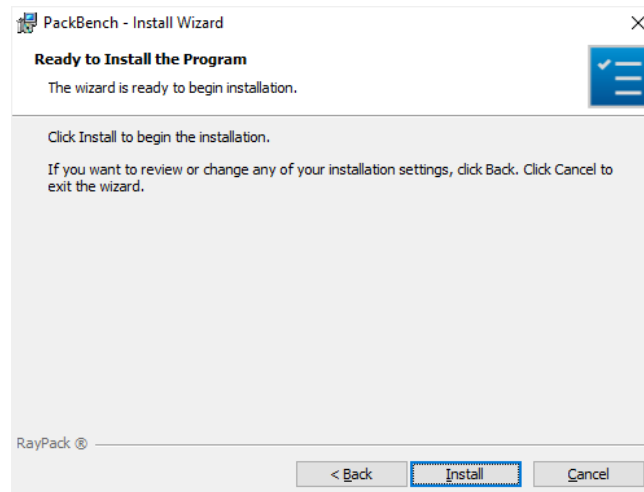 PackBench - Install Wizard
Ready to Install the Program
The wizard is ready to begin installation.
Click Install to begin the installation.
If you want to review or change any of your installation settings, click Back. Click Cancel to
exit the wizard.
RayPack ®
< Back Install Cancel